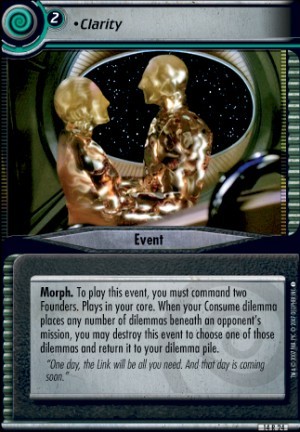 2
•Clarity
Event
Morph. To play this event, you must command two
Founders. Plays in your core. When your Consume dilemma
places any number of dilemmas beneath an opponent's
mission, you may destroy this event to choose one of those
dilemmas and return it to your dilemma pile.
"One day, the Link will be all you need. And that day is coming
soon."
14 R 24